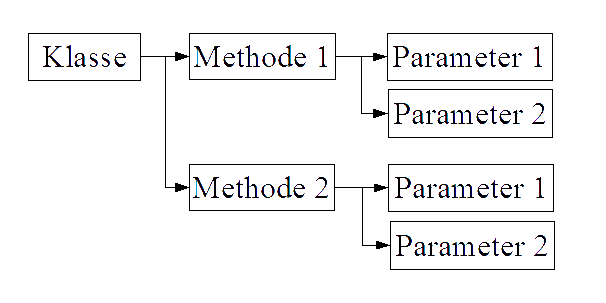 Klasse
Methode 1
Parameter 1
Parameter 2
Methode 2
Parameter 1
Parameter 2